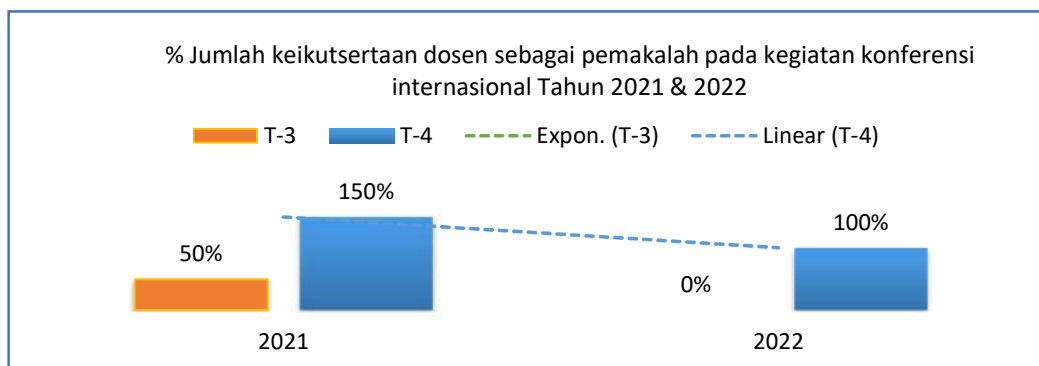 % Jumlah keikutsertaan dosen sebagai pemakalah pada kegiatan konferensi
internasional Tahun 2021 & 2022
T-3 T-4 Expon. (T-3) Linear (T-4)
150%
50%
100%
0%
2021 2022